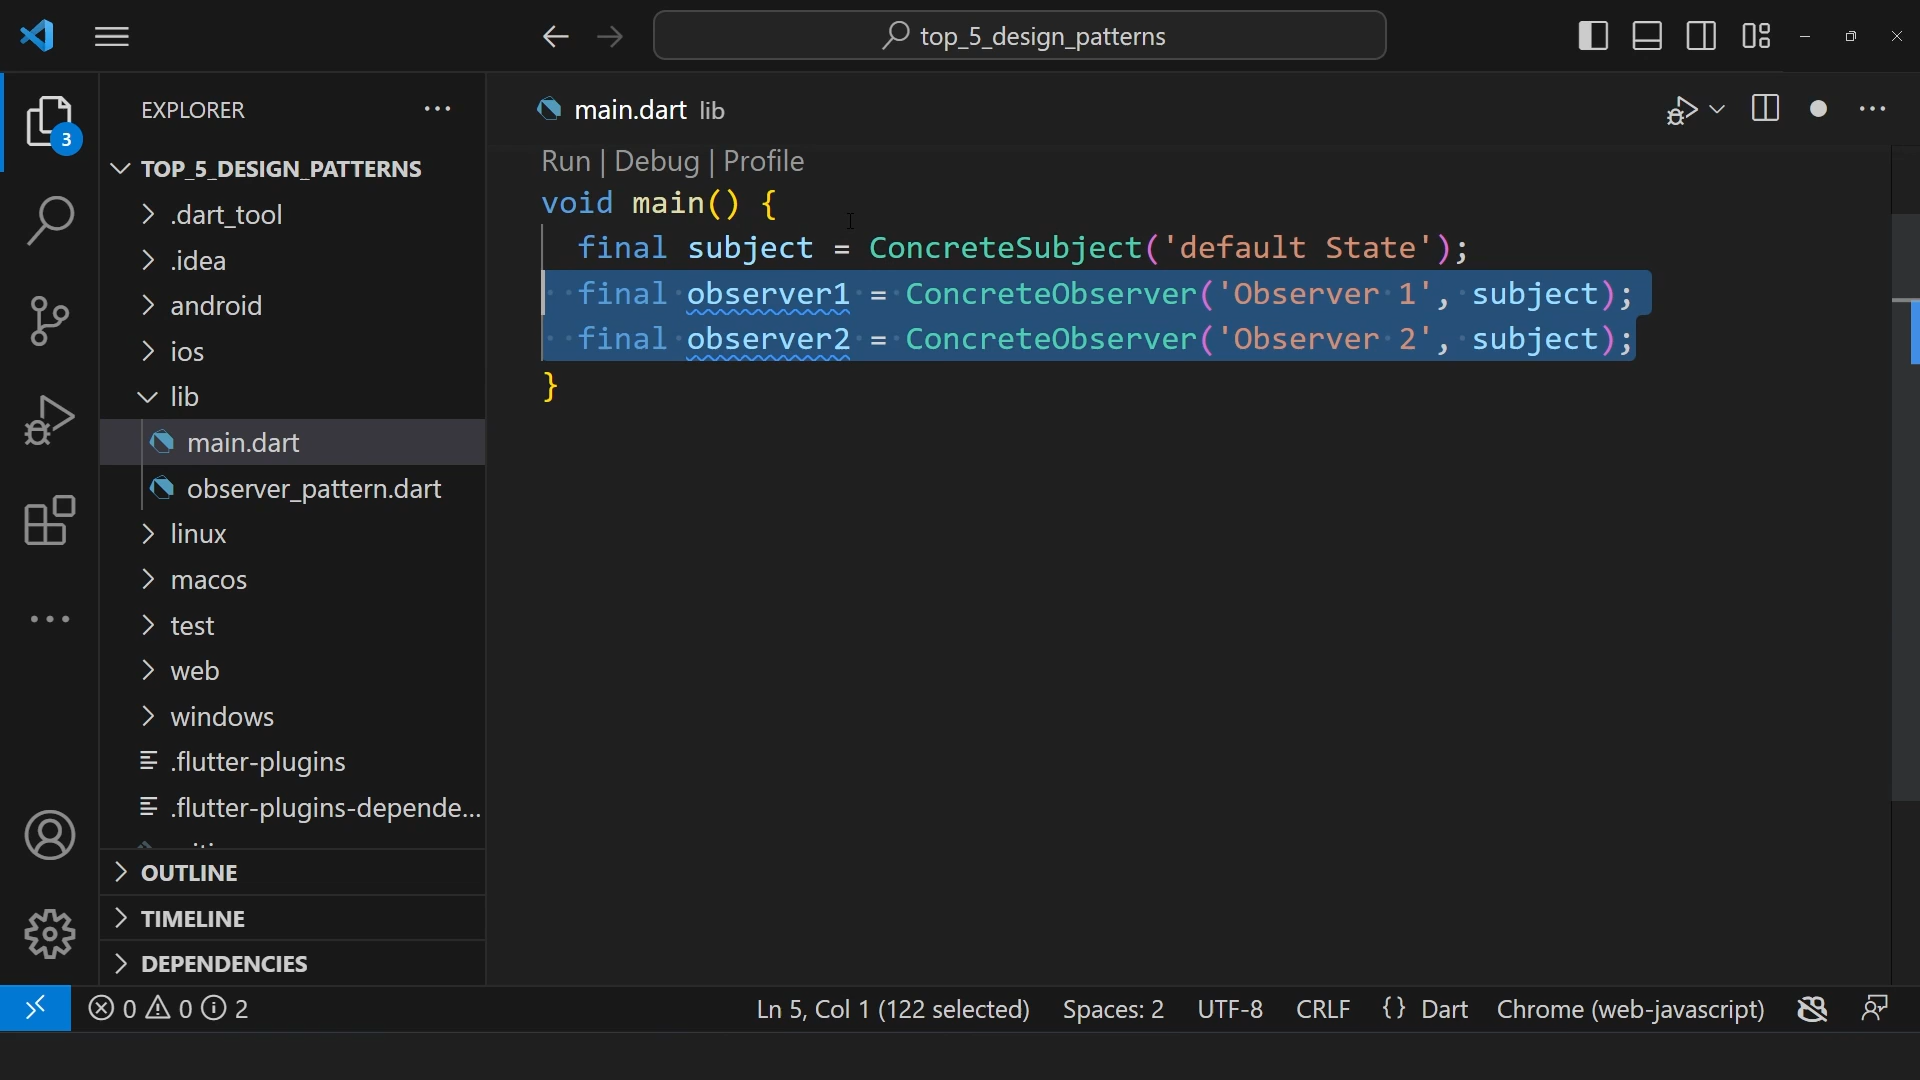 top_5_design_patterns
EXPLORER
main.dart lib
3
TOP_5_DESIGN_PATTERNS
Run | Debug | Profile
.dart_tool
void main() {
.idea
final subject = ConcreteSubject('default State');
android
final observer1 = ConcreteObserver('Observer 1', subject);
ios
final observer2 = ConcreteObserver('Observer 2', subject);
lib
}
main.dart
observer_pattern.dart
linux
macos
test
web
windows
.flutter-plugins
.flutter-plugins-depende...
OUTLINE
TIMELINE
DEPENDENCIES
0 0 2 Ln 5, Col 1 (122 selected) Spaces: 2 UTF-8 CRLF {} Dart Chrome (web-javascript)